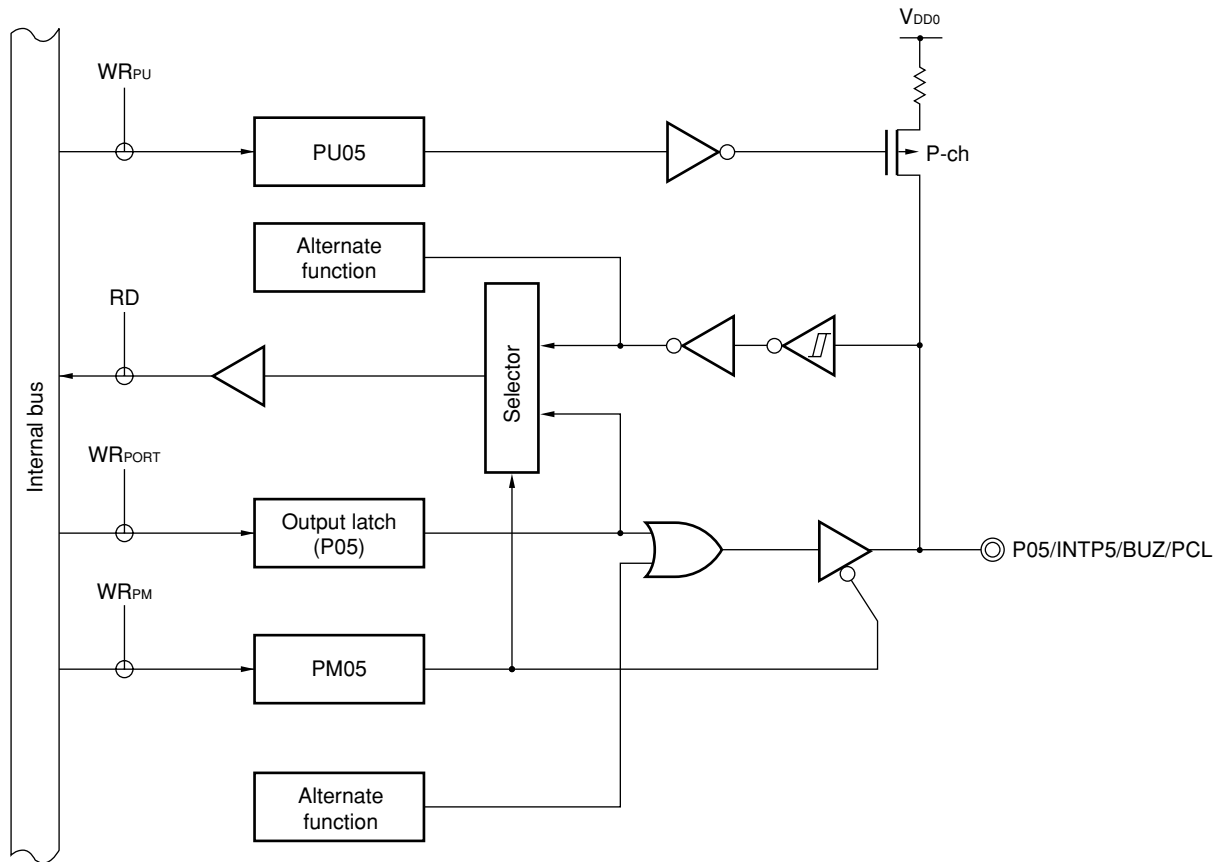 VDD0
WRPU
PU05
P-ch
Alternate
function
RD
Selector
Internal bus
WRPORT
Output latch
(P05)
P05/INTP5/BUZ/PCL
WRPM
PM05
Alternate
function